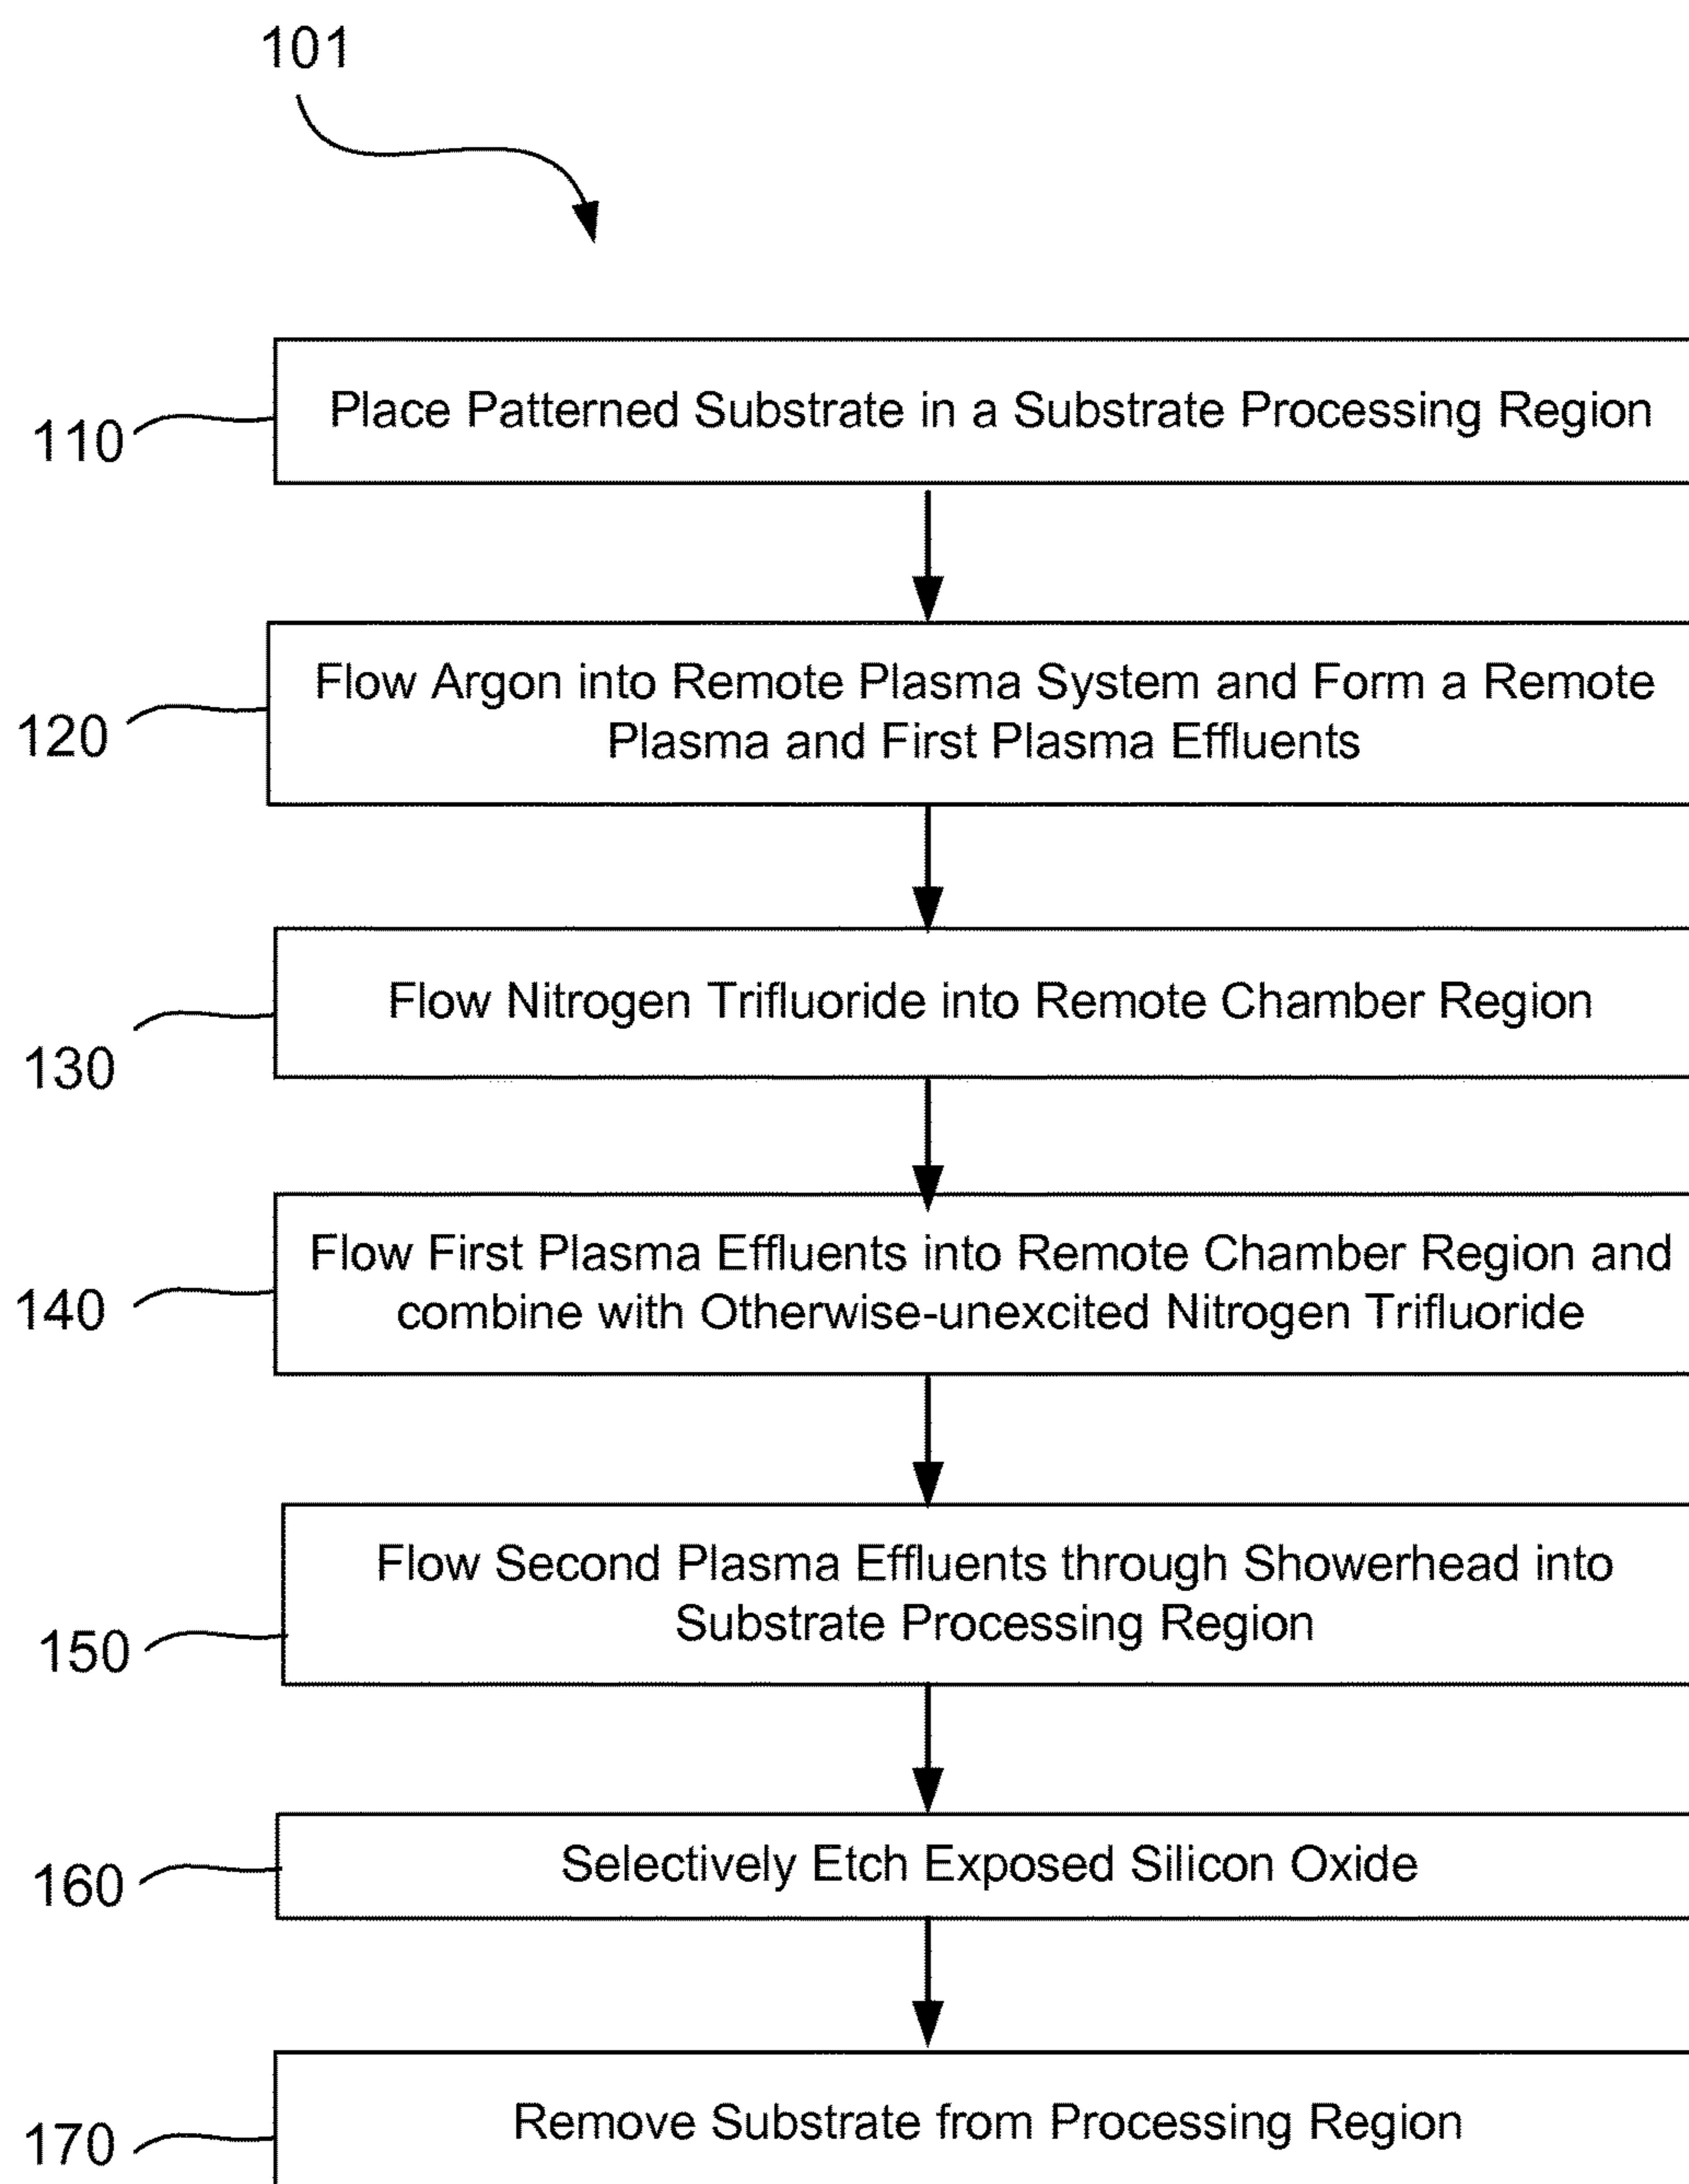 101
110
Place Patterned Substrate in a Substrate Processing Region
120
Flow Argon into Remote Plasma System and Form a Remote
Plasma and First Plasma Effluents
130
Flow Nitrogen Trifluoride into Remote Chamber Region
140
Flow First Plasma Effluents into Remote Chamber Region and
combine with Otherwise-unexcited Nitrogen Trifluoride
150
Flow Second Plasma Effluents through Showerhead into
Substrate Processing Region
160
Selectively Etch Exposed Silicon Oxide
170
Remove Substrate from Processing Region